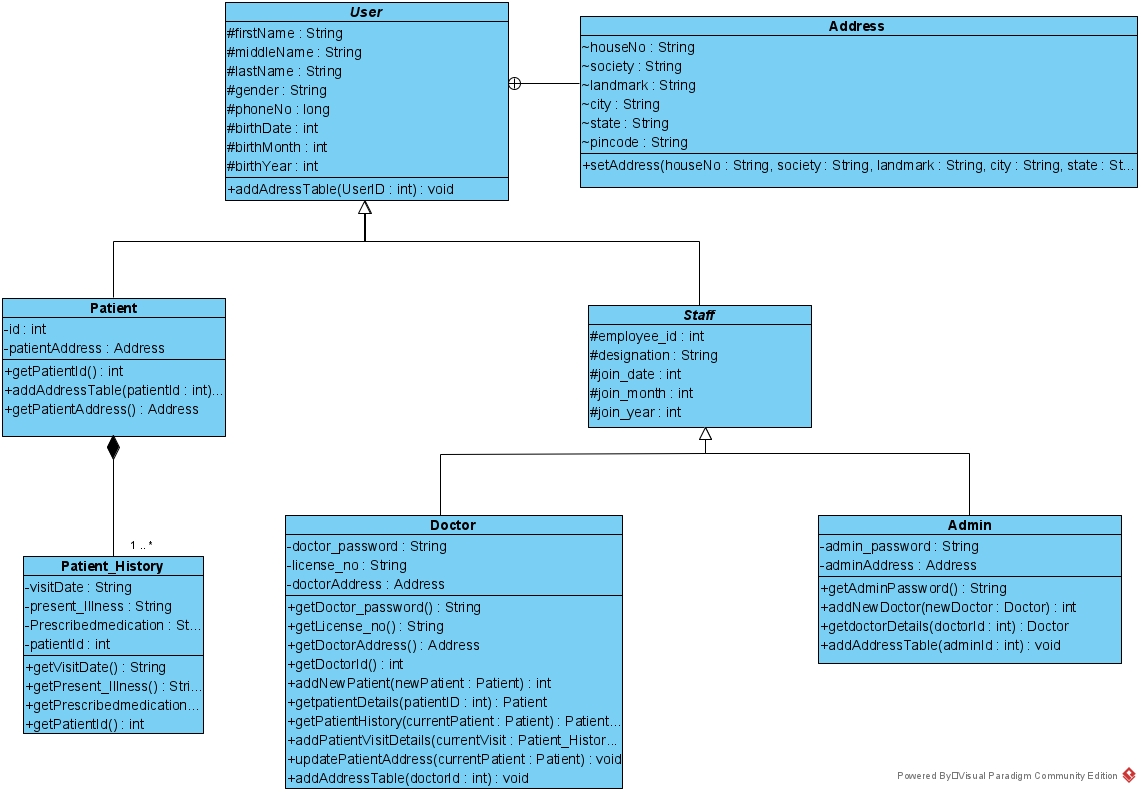 User
#firstName : String
#middleName : String
#lastName : String
#gender : String
#phoneNo : long
#birthDate : int
#birthMonth : int
#birthYear : int
+addAdressTable(UserID : int) : void
Address
~houseNo : String
~society : String
~landmark : String
~city : String
~state : String
~pincode : String
+setAddress(houseNo : String, society : String, landmark : String, city : String, state : St...
Patient
-id : int
-patientAddress : Address
+getPatientId() : int
+addAddressTable(patientId : int)...
+getPatientAddress() : Address
Staff
#employee_id : int
#designation : String
#join_date : int
#join_month : int
#join_year : int
1 .. *
Patient_History
-visitDate : String
-present_Illness : String
-Prescribedmedication : St...
-patientId : int
+getVisitDate() : String
+getPresent_Illness() : Stri...
+getPrescribedmedication...
+getPatientId() : int
Doctor
-doctor_password : String
-license_no : String
-doctorAddress : Address
+getDoctor_password() : String
+getLicense_no() : String
+getDoctorAddress() : Address
+getDoctorId() : int
+addNewPatient(newPatient : Patient) : int
+getpatientDetails(patientID : int) : Patient
+getPatientHistory(currentPatient : Patient) : Patient...
+addPatientVisitDetails(currentVisit : Patient_Histor...
+updatePatientAddress(currentPatient : Patient) : void
+addAddressTable(doctorId : int) : void
Admin
-admin_password : String
-adminAddress : Address
+getAdminPassword() : String
+addNewDoctor(newDoctor : Doctor) : int
+getdoctorDetails(doctorId : int) : Doctor
+addAddressTable(adminId : int) : void
Powered By Visual Paradigm Community Edition